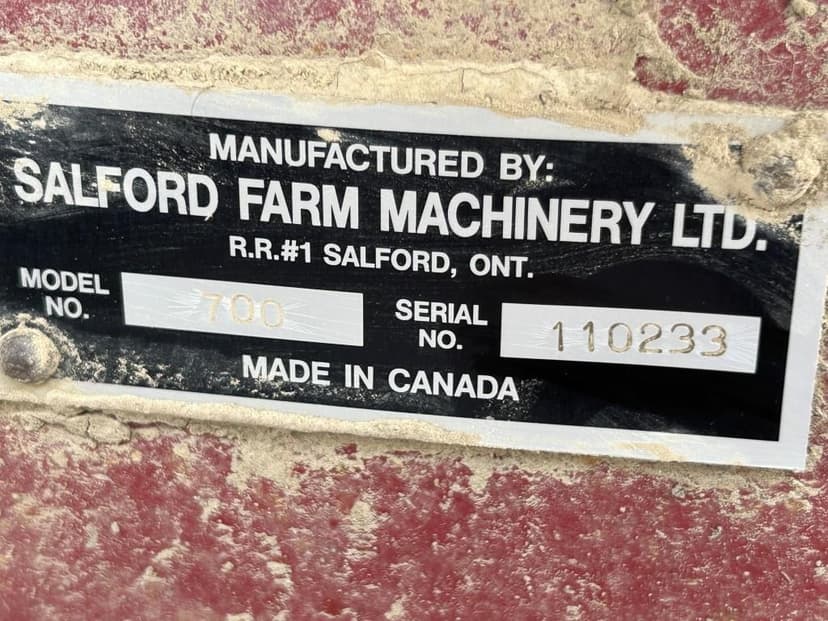 MANUFACTURED BY:
SALFORD FARM MACHINERY LTD.
R.R.#1 SALFORD, ONT.
MODEL NO. 700 SERIAL NO. 110233
MADE IN CANADA